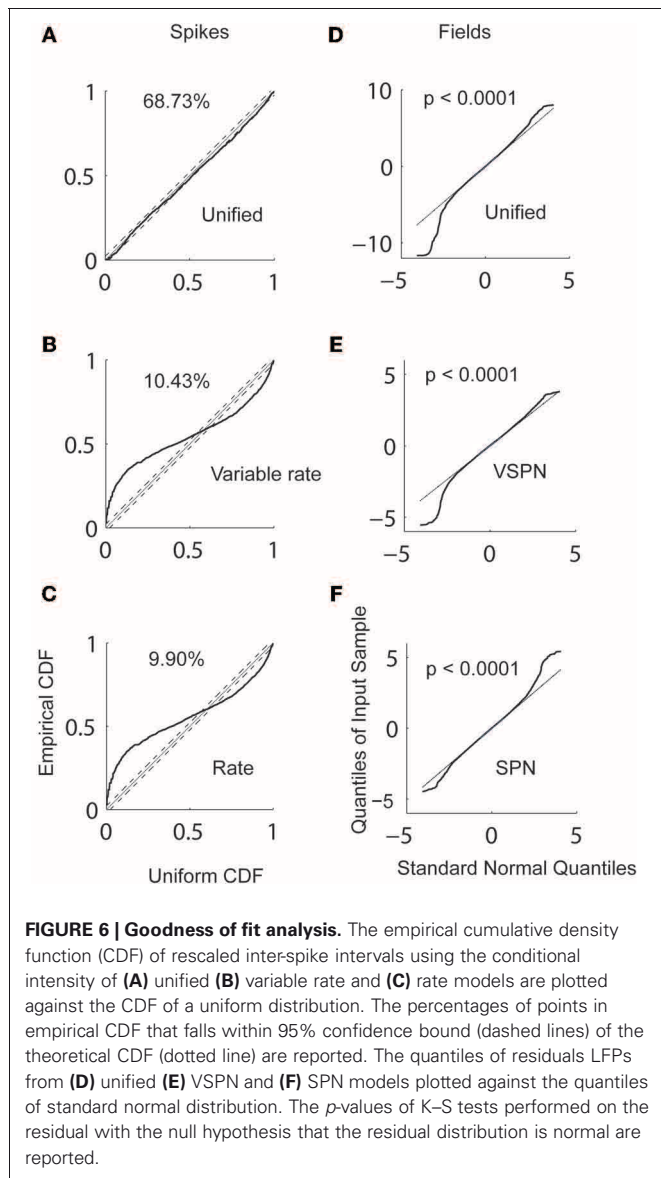 A
Spikes
1
68.73%
0.5
Unified
0
0
0.5
1
B
1
10.43%
0.5
Variable rate
0
0
0.5
1
C
1
9.90%
0.5
Rate
0
0
0.5
1
Empirical CDF
Uniform CDF
D
Fields
10
p < 0.0001
0
Unified
−10
−5
0
5
E
5
p < 0.0001
0
VSPN
−5
−5
0
5
F
5
p < 0.0001
0
SPN
−5
−5
0
5
Quantiles of Input Sample
Standard Normal Quantiles
FIGURE 6 | Goodness of fit analysis. The empirical cumulative density
function (CDF) of rescaled inter-spike intervals using the conditional
intensity of (A) unified (B) variable rate and (C) rate models are plotted
against the CDF of a uniform distribution. The percentages of points in
empirical CDF that falls within 95% confidence bound (dashed lines) of the
theoretical CDF (dotted line) are reported. The quantiles of residuals LFPs
from (D) unified (E) VSPN and (F) SPN models plotted against the quantiles
of standard normal distribution. The p-values of K–S tests performed on the
residual with the null hypothesis that the residual distribution is normal are
reported.